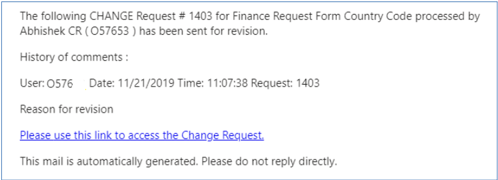 The following CHANGE Request # 1403 for Finance Request Form Country Code processed by
Abhishek CR ( O57653 ) has been sent for revision.
History of comments :
User: O576 Date: 11/21/2019 Time: 11:07:38 Request: 1403
Reason for revision
Please use this link to access the Change Request.
This mail is automatically generated. Please do not reply directly.